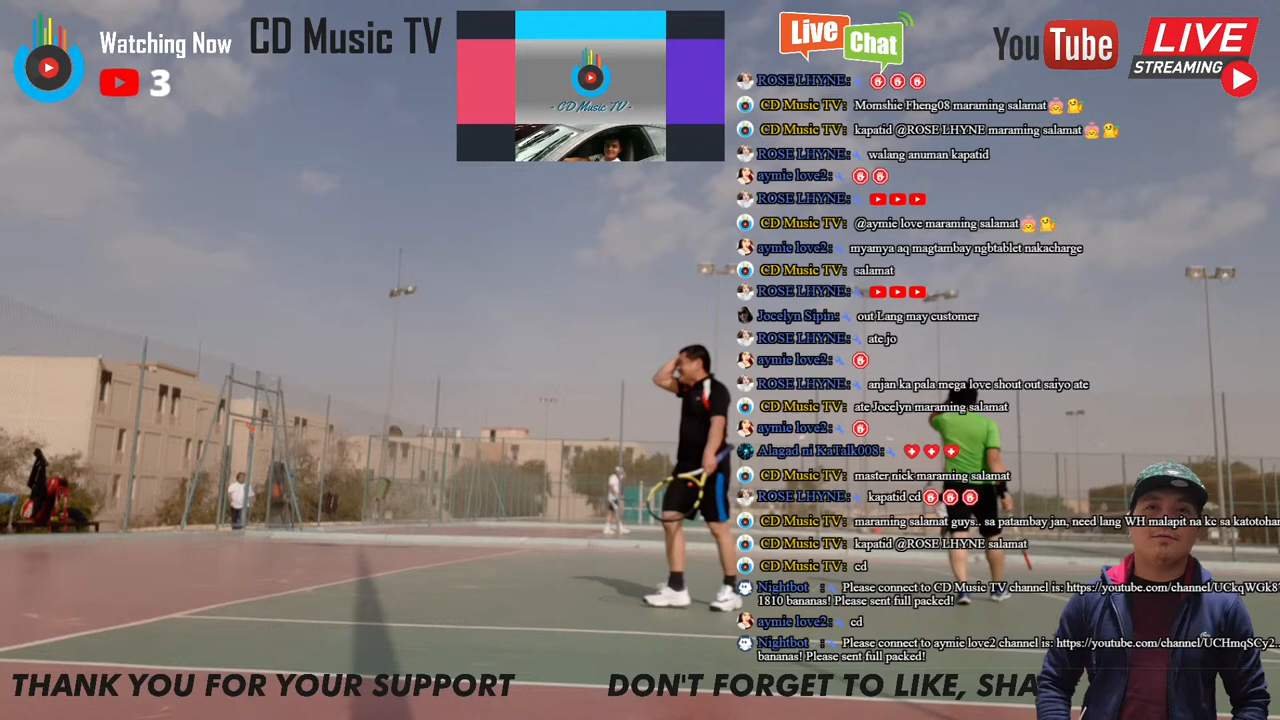 Watching Now
3
CD Music TV
- CD Music TV -
Live Chat
YouTube
LIVE
STREAMING
ROSE LHYNE:
CD Music TV: Momshie Fheng08 maraming salamat
CD Music TV: kapatid @ROSE LHYNE maraming salamat
ROSE LHYNE: walang anuman kapatid
aymie love2:
ROSE LHYNE:
CD Music TV: @aymie love maraming salamat
aymie love2: myamya aq magtambay ngbtablet nakacharge
CD Music TV: salamat
ROSE LHYNE:
Jocelyn Sipin: out Lang may customer
ROSE LHYNE: ate jo
aymie love2:
ROSE LHYNE: anjan ka pala mega love shout out saiyo ate
CD Music TV: ate Jocelyn maraming salamat
aymie love2:
Alagad ni KaTalk008:
CD Music TV: master nick maraming salamat
ROSE LHYNE: kapatid cd
CD Music TV: maraming salamat guys.. sa patambay jan, need lang WH malapit na kc sa katotohan
CD Music TV: kapatid @ROSE LHYNE salamat
CD Music TV: cd
Nightbot : Please connect to CD Music TV channel is: https://youtube.com/channel/UCkqWGk8
1810 bananas! Please sent full packed!
aymie love2: cd
Nightbot : Please connect to aymie love2 channel is: https://youtube.com/channel/UCHmqSCy2..
bananas! Please sent full packed!
THANK YOU FOR YOUR SUPPORT
DON'T FORGET TO LIKE, SHA